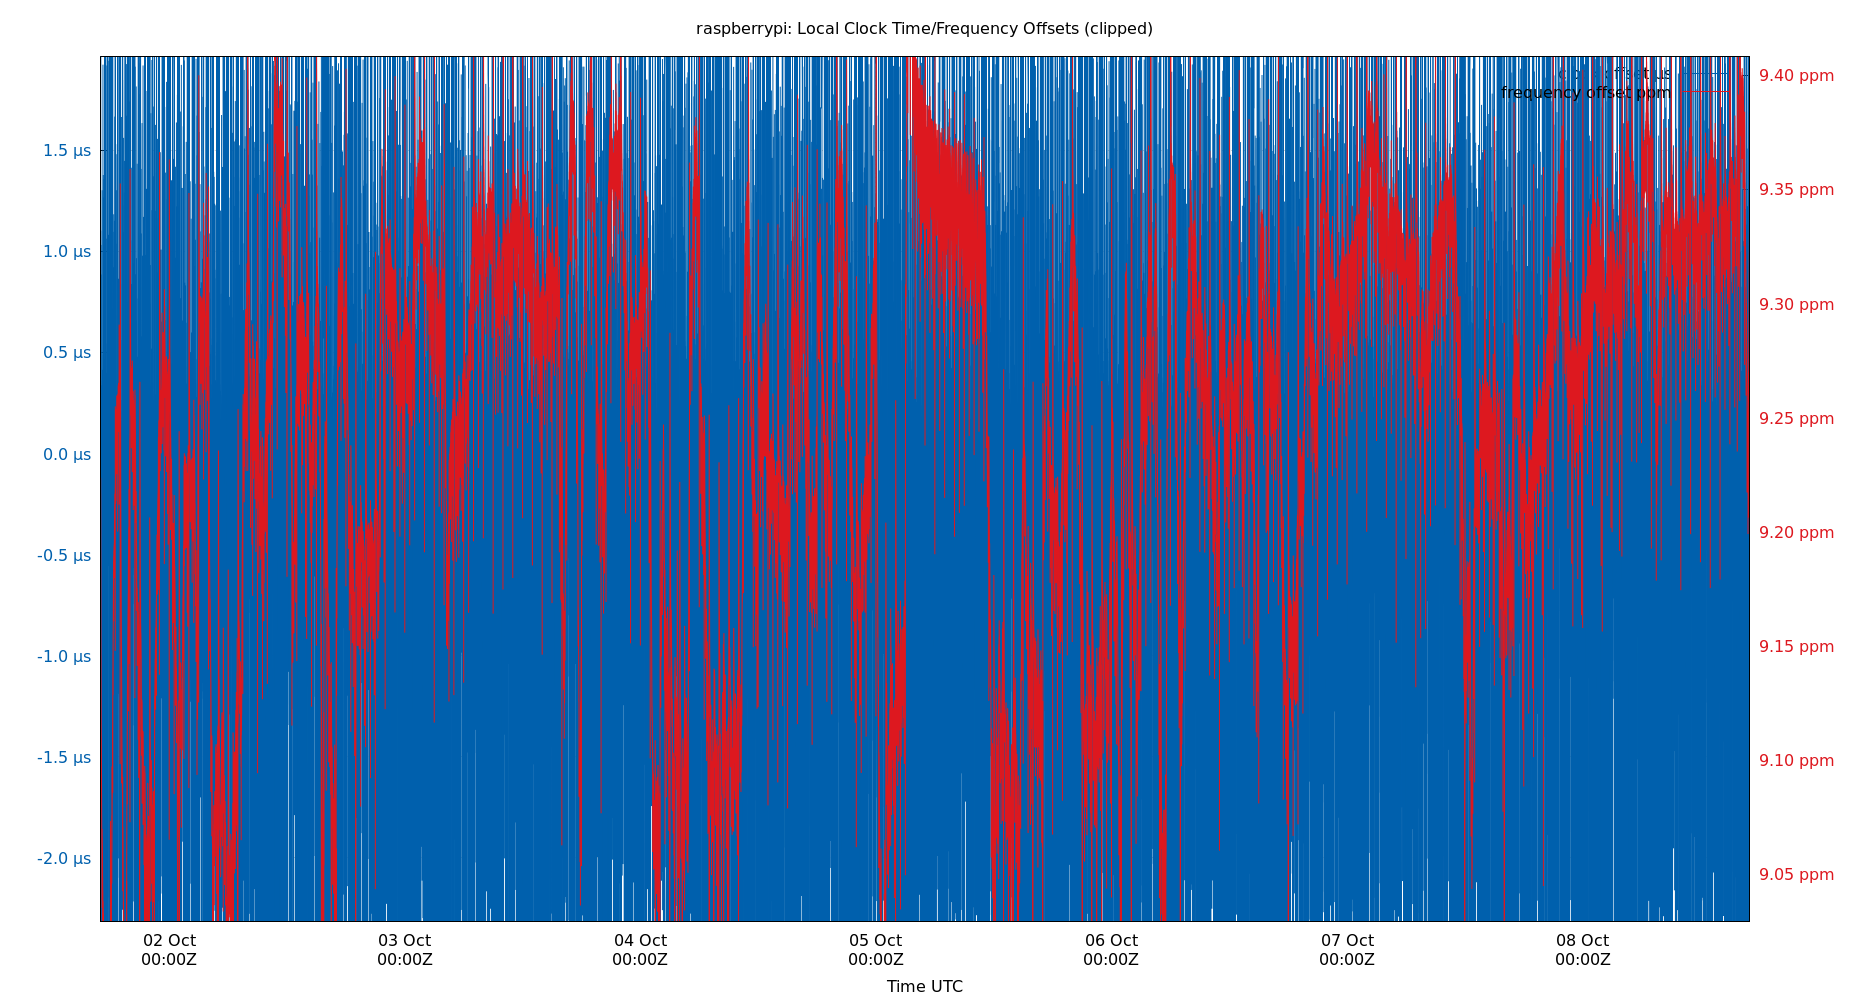 raspberrypi: Local Clock Time/Frequency Offsets (clipped)
frequency offset ppm
1.5 µs
1.0 µs
0.5 µs
0.0 µs
-0.5 µs
-1.0 µs
-1.5 µs
-2.0 µs
9.40 ppm
9.35 ppm
9.30 ppm
9.25 ppm
9.20 ppm
9.15 ppm
9.10 ppm
9.05 ppm
02 Oct
00:00Z
03 Oct
00:00Z
04 Oct
00:00Z
05 Oct
00:00Z
06 Oct
00:00Z
07 Oct
00:00Z
08 Oct
00:00Z
Time UTC